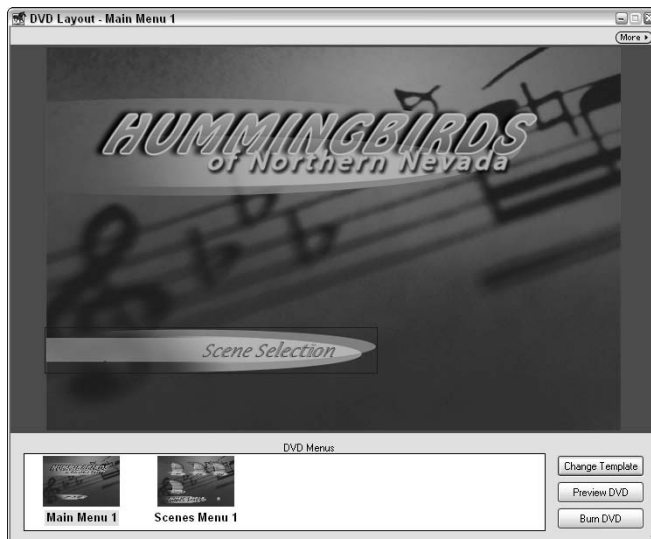 DVD Layout - Main Menu 1
More
HUMMINGBIRDS
of Northern Nevada
Scene Selection
DVD Menus
Main Menu 1
Scenes Menu 1
Change Template
Preview DVD
Burn DVD